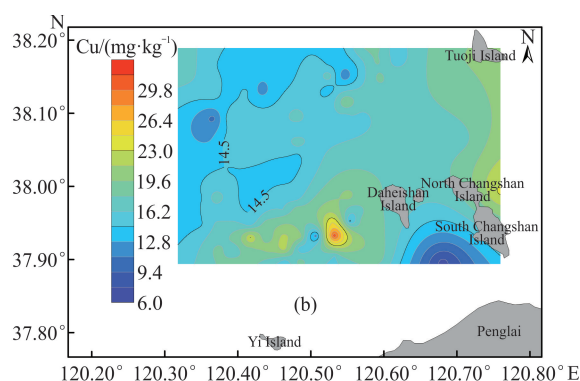 N
38.20°
38.10°
38.00°
37.90°
37.80°
Cu/(mg·kg⁻¹)
29.8
26.4
23.0
19.6
16.2
12.8
9.4
6.0
N
Tuoji Island
14.5
14.5
Daheishan
Island
North Changshan
Island
South Changshan
Island
(b)
Yi Island
Penglai
120.20° 120.30° 120.40° 120.50° 120.60° 120.70° 120.80° E